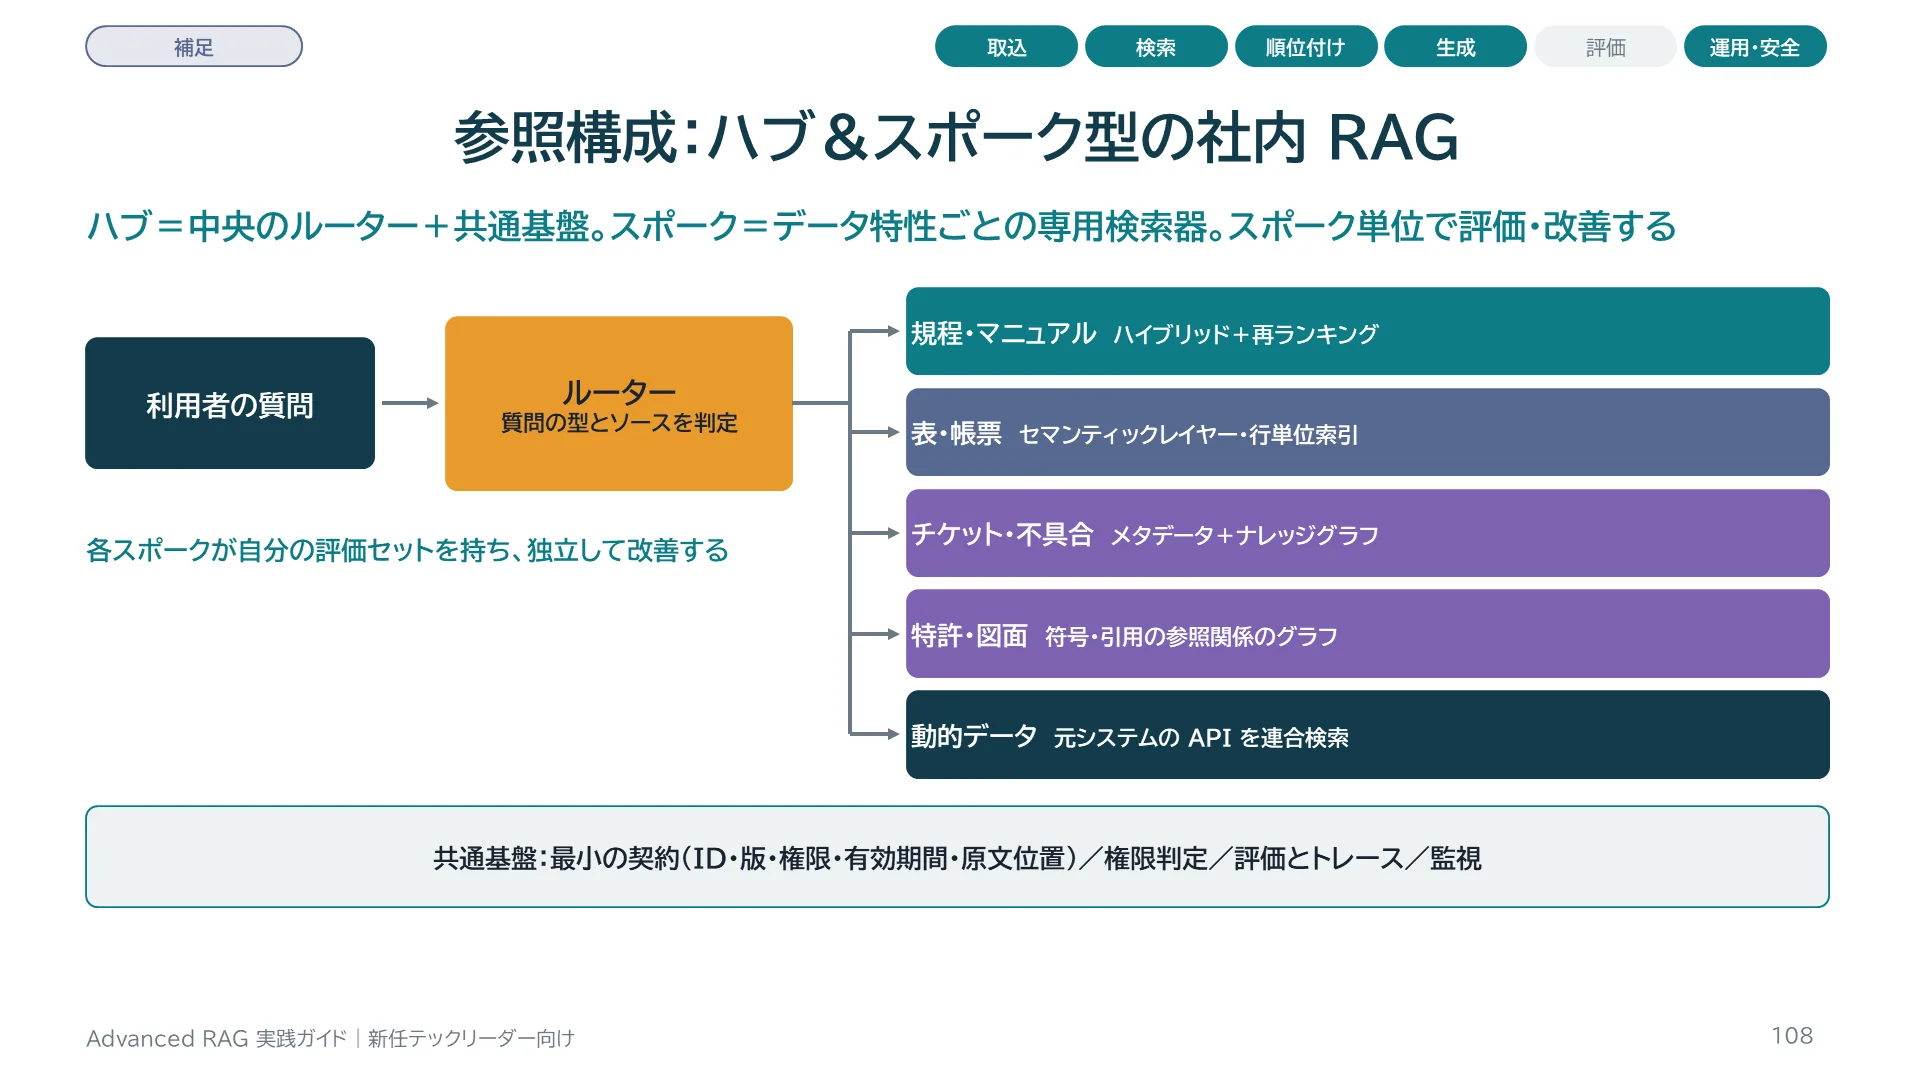 補足
取込
検索
順位付け
生成
評価
運用・安全
参照構成：ハブ＆スポーク型の社内 RAG
ハブ＝中央のルーター＋共通基盤。スポーク＝データ特性ごとの専用検索器。スポーク単位で評価・改善する
利用者の質問
ルーター
質問の型とソースを判定
各スポークが自分の評価セットを持ち、独立して改善する
規程・マニュアル ハイブリッド＋再ランキング
表・帳票 セマンティックレイヤー・行単位索引
チケット・不具合 メタデータ＋ナレッジグラフ
特許・図面 符号・引用の参照関係のグラフ
動的データ 元システムの API を連合検索
共通基盤：最小の契約（ID・版・権限・有効期間・原文位置）／権限判定／評価とトレース／監視
Advanced RAG 実践ガイド｜新任テックリーダー向け
108